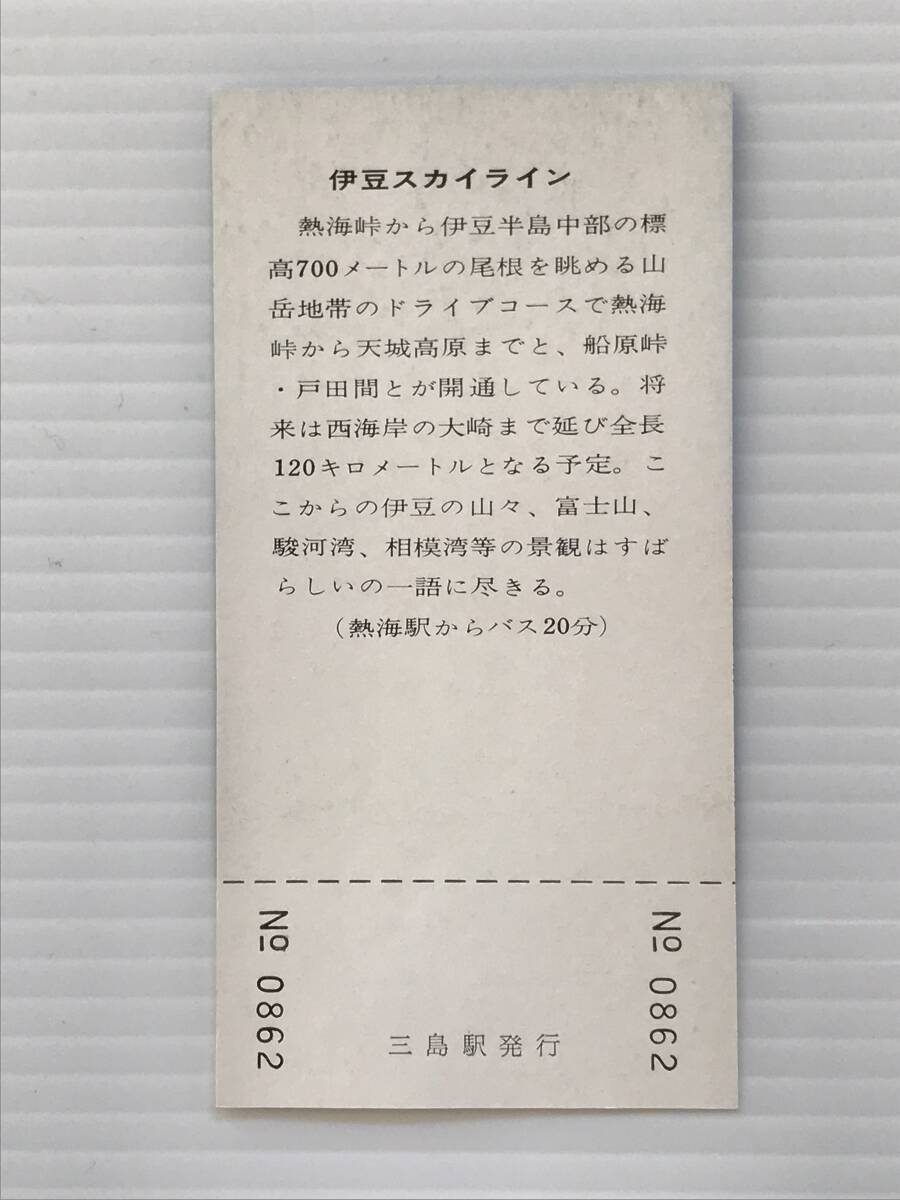 伊豆スカイライン
熱海峠から伊豆半島中部の標
高700メートルの尾根を眺める山
岳地帯のドライブコースで熱海
峠から天城高原までと、船原峠
・戸田間とが開通している。将
来は西海岸の大崎まで延び全長
120キロメートルとなる予定。こ
こからの伊豆の山々、富士山、
駿河湾、相模湾等の景観はすば
らしいの一語に尽きる。
(熱海駅からバス20分)
№ 0862
№ 0862
三島駅発行